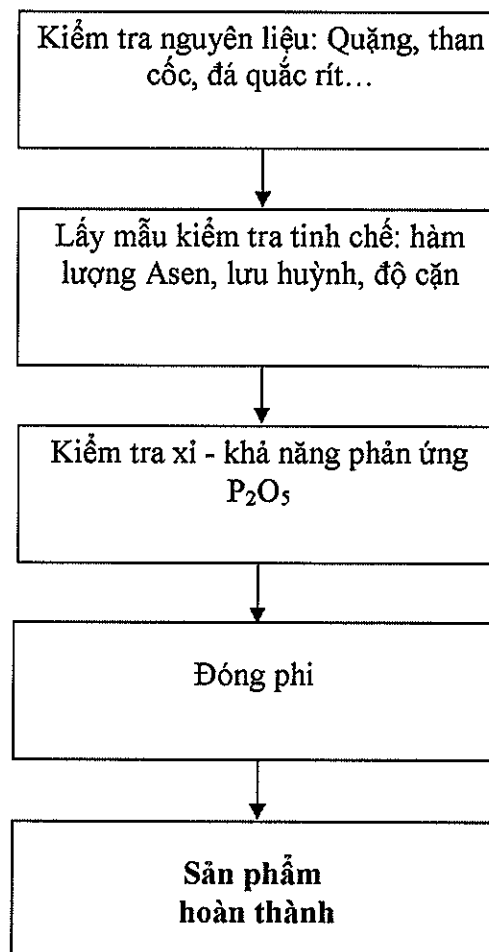 Kiểm tra nguyên liệu: Quặng, than
cốc, đá quắc rít...
Lấy mẫu kiểm tra tinh chế: hàm
lượng Asen, lưu huỳnh, độ cặn
Kiểm tra xỉ - khả năng phản ứng
P₂O₅
Đóng phi
Sản phẩm
hoàn thành